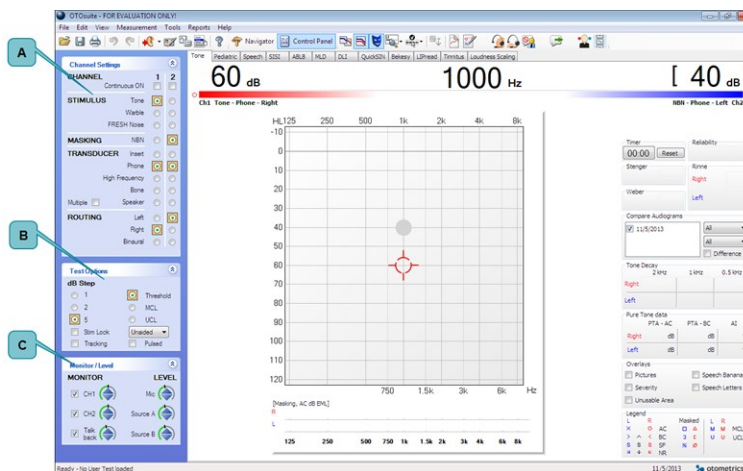 OTOsuite - FOR EVALUATION ONLY!
File Edit View Measurement Tools Reports Help
Navigator Control Panel
Tone Pediatric Speech SISI ABLB MLD DLI QuickSIN Bekesy LIPread Tinnitus Loudness Scaling
A
Channel Settings
CHANNEL 1 2
Continuous ON
STIMULUS Tone
Warble
FRESH Noise
MASKING NBN
TRANSDUCER Insert
Phone
High Frequency
Bone
Multiple Speaker
ROUTING Left
Right
Binaural
B
Test Options
dB Step
1 Threshold
2 MCL
5 UCL
Stim Lock Unaided
Tracking Pulsed
C
Monitor / Level
MONITOR LEVEL
CH1 Mic
CH2 Source A
Talk back Source B
60 dB 1000 Hz [ 40 dB
Ch1 Tone - Phone - Right NBN - Phone - Left Ch2
HL 125 250 500 1k 2k 4k 8k
-10
0
10
20
30
40
50
60
70
80
90
100
110
120
750 1.5k 3k 6k Hz
[Masking, AC dB EML]
R
L
125 250 500 750 1k 1.5k 2k 3k 4k 6k 8k
Timer Reliability
00:00 Reset
Stenger Rinne
Right
Weber
Left
Compare Audiograms
11/5/2013 All
All
Difference
Tone Decay
2 kHz 1 kHz 0.5 kHz
Right
Left
Pure Tone data
PTA - AC PTA - BC AI
Right dB dB
Left dB dB
Overlays
Pictures Speech Banana
Severity Speech Letters
Unusable Area
Legend
L R Masked L R
AC MCL
BC UCL
SF
NR
Ready - No User Test loaded 11/5/2013 otometrics